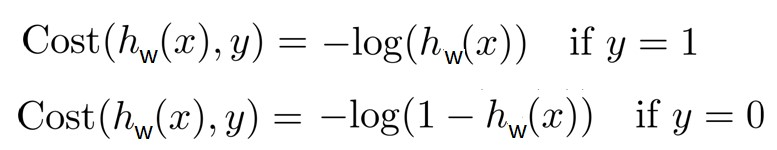 Cost(h_w(x), y) = −log(h_w(x))  if y = 1
Cost(h_w(x), y) = −log(1 − h_w(x))  if y = 0